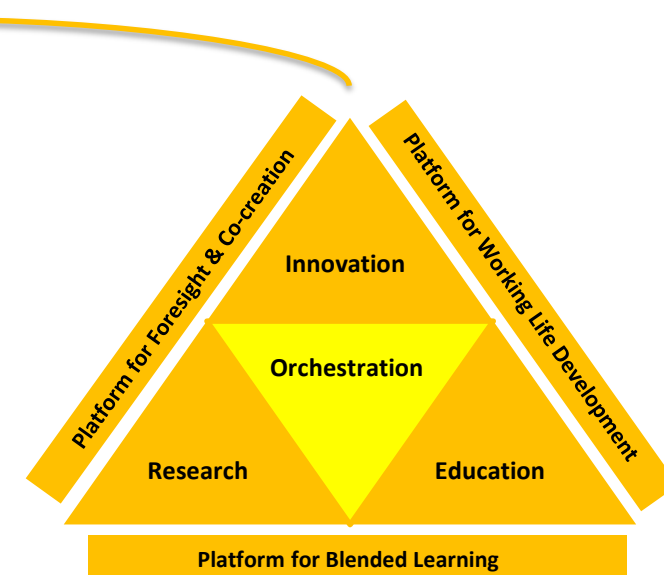 Platform for Foresight & Co-creation
Platform for Working Life Development
Innovation
Orchestration
Research
Education
Platform for Blended Learning